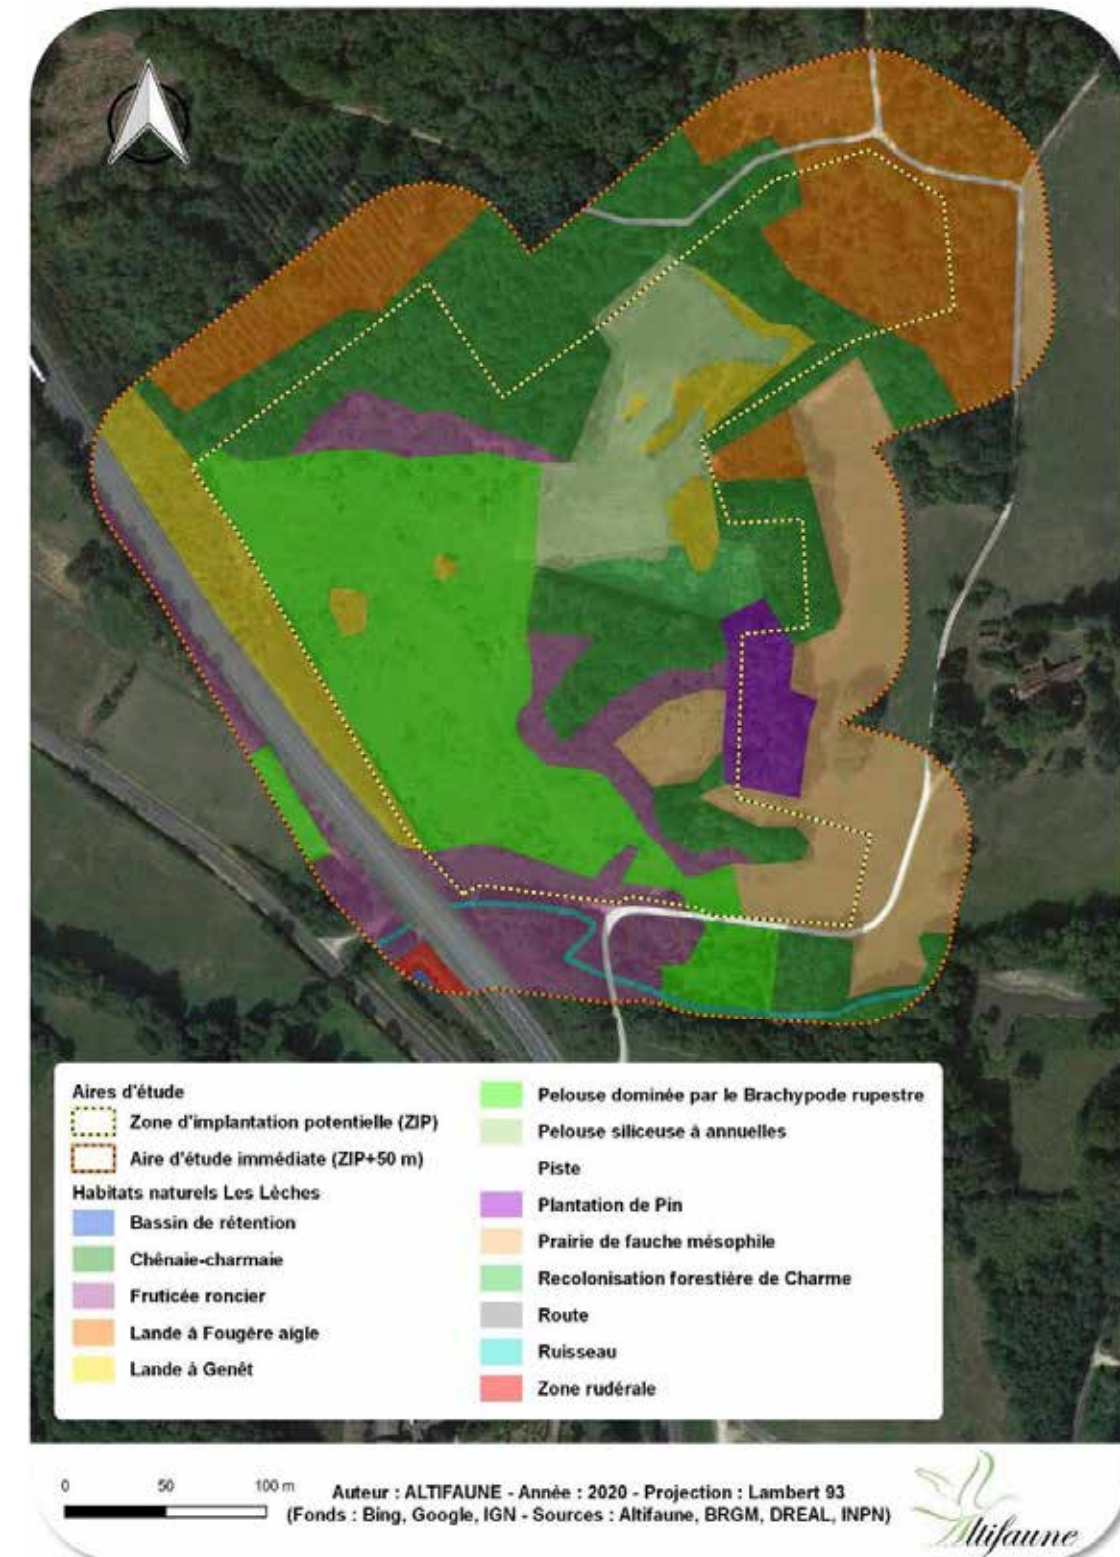 Aires d'étude
Zone d'implantation potentielle (ZIP)
Aire d'étude immédiate (ZIP+50 m)
Habitats naturels Les Lèches
Bassin de rétention
Chênaie-charmaie
Fruticée roncier
Lande à Fougère aigle
Lande à Genêt
Pelouse dominée par le Brachypode rupestre
Pelouse siliceuse à annuelles
Piste
Plantation de Pin
Prairie de fauche mésophile
Recolonisation forestière de Charme
Route
Ruisseau
Zone rudérale
0 50 100 m
Auteur : ALTIFAUNE - Année : 2020 - Projection : Lambert 93
(Fonds : Bing, Google, IGN - Sources : Altifaune, BRGM, DREAL, INPN)
Altifaune